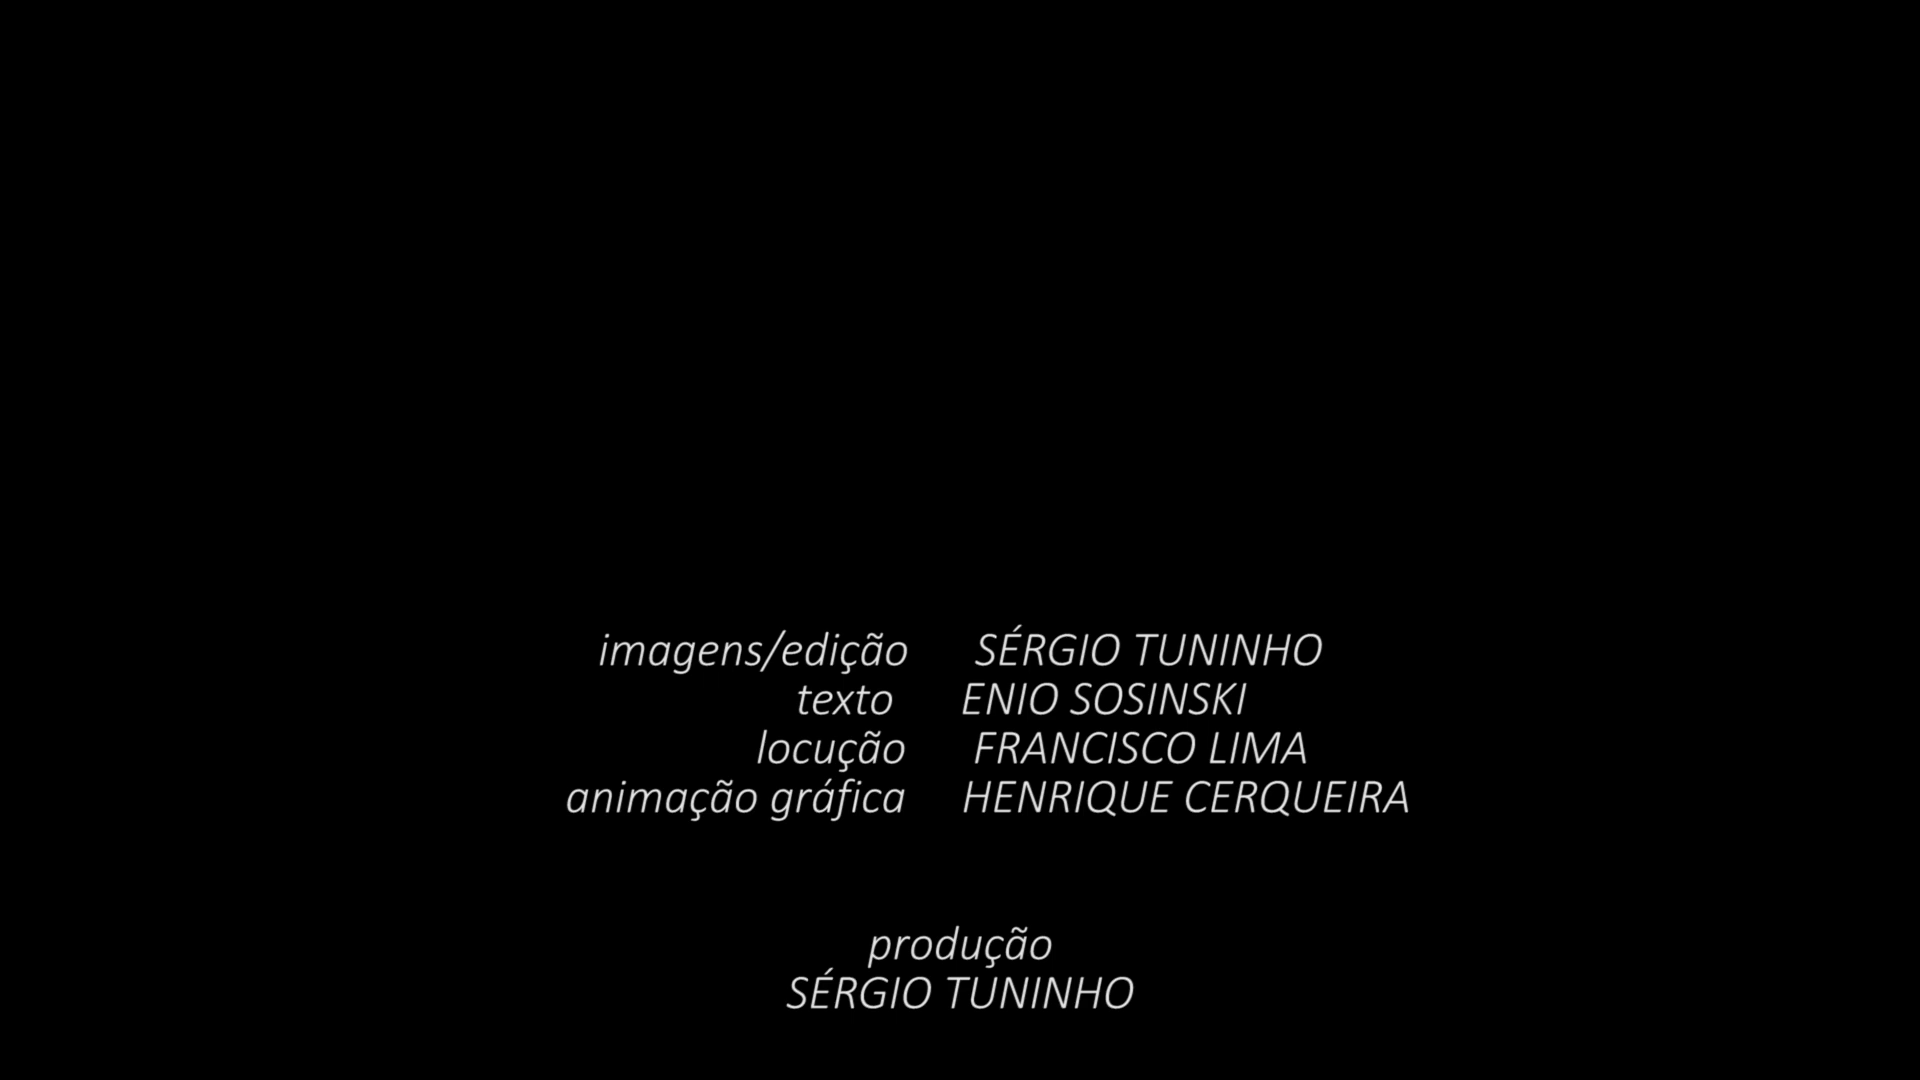 imagens/edição SÉRGIO TUNINHO
texto ENIO SOSINSKI
locução FRANCISCO LIMA
animação gráfica HENRIQUE CERQUEIRA
produção
SÉRGIO TUNINHO